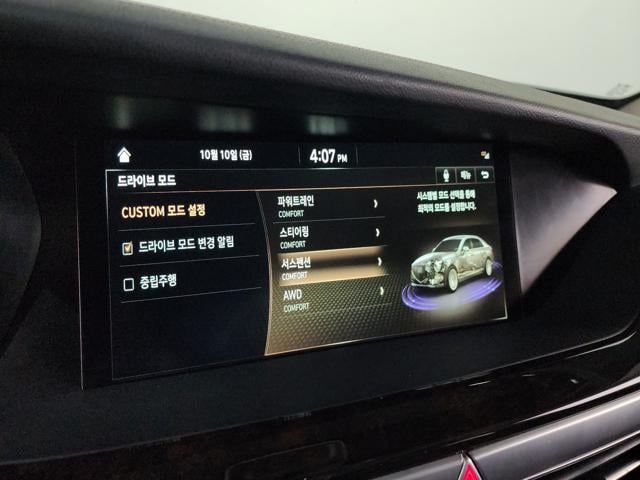 10월 10일(금)
4:07 PM
드라이브 모드
메뉴
CUSTOM 모드 설정
드라이브 모드 변경 알림
중립주행
파워트레인
COMFORT
스티어링
COMFORT
서스펜션
COMFORT
AWD
COMFORT
시스템별 모드 선택을 통해
최적의 모드를 설정합니다.